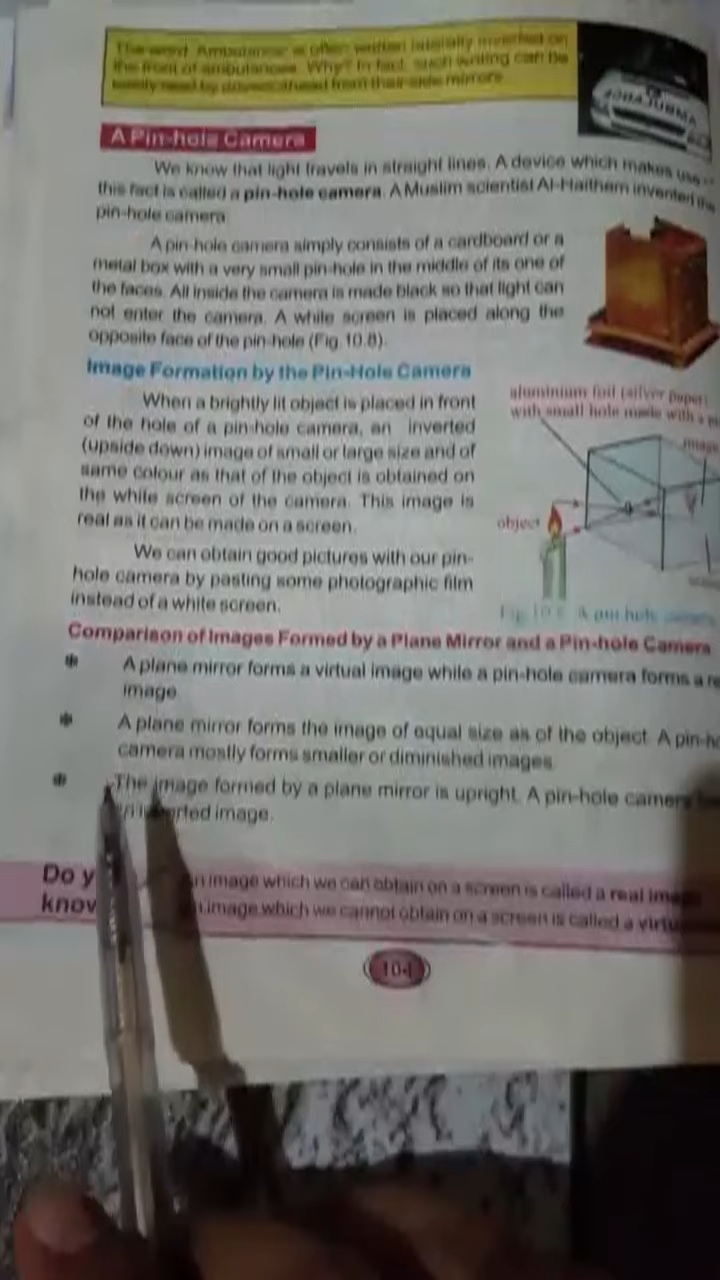 The word Ambulance is often written laterally inverted on
the front of ambulances. Why? In fact, such writing can be
easily read by drivers ahead from their side mirrors.
A Pin-hole Camera
We know that light travels in straight lines. A device which makes use
this fact is called a pin-hole camera. A Muslim scientist Al-Haithem invented the
pin-hole camera.
A pin-hole camera simply consists of a cardboard or a
metal box with a very small pin-hole in the middle of its one of
the faces. All inside the camera is made black so that light can
not enter the camera. A white screen is placed along the
opposite face of the pin-hole (Fig. 10.8).
Image Formation by the Pin-Hole Camera
When a brightly lit object is placed in front
of the hole of a pin-hole camera, an inverted
(upside down) image of small or large size and of
same colour as that of the object is obtained on
the white screen of the camera. This image is
real as it can be made on a screen.
We can obtain good pictures with our pin-
hole camera by pasting some photographic film
instead of a white screen.
aluminium foil (silver paper)
with small hole made with a
image
object
Fig. 10.8 A pin hole camera
Comparison of Images Formed by a Plane Mirror and a Pin-hole Camera
* A plane mirror forms a virtual image while a pin-hole camera forms a re
image.
* A plane mirror forms the image of equal size as of the object. A pin-h
camera mostly forms smaller or diminished images.
* The image formed by a plane mirror is upright. A pin-hole camera
image.
Do y
know
image which we can obtain on a screen is called a real image
image which we cannot obtain on a screen is called a virtu
104